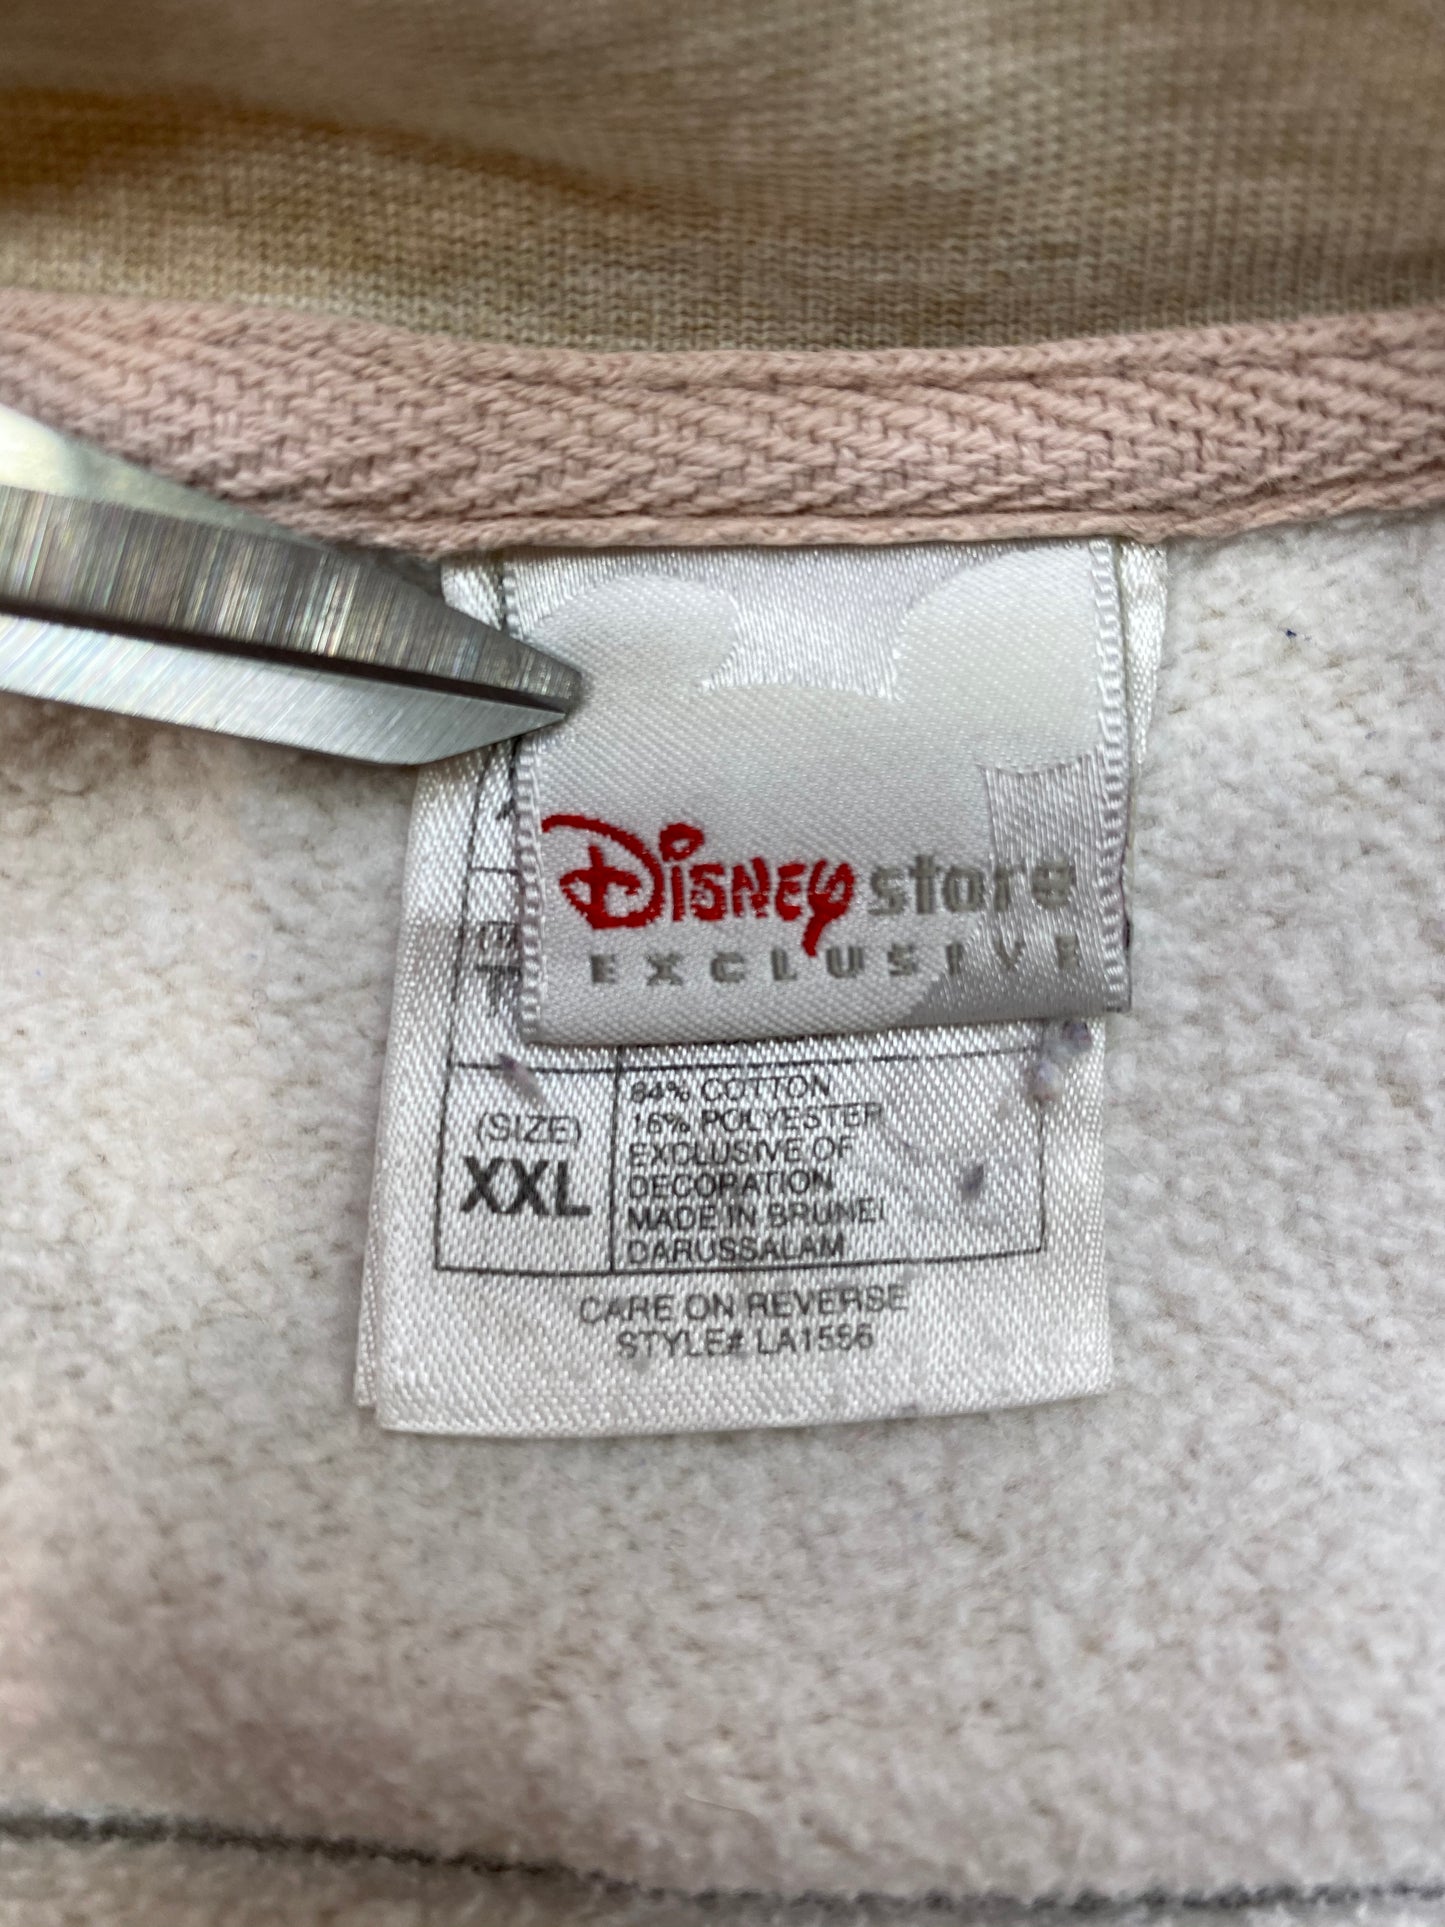 Disney store
EXCLUSIVE
(SIZE)
XXL
84% COTTON
16% POLYESTER
EXCLUSIVE OF
DECORATION
MADE IN BRUNEI
DARUSSALAM
CARE ON REVERSE
STYLE# LA1556